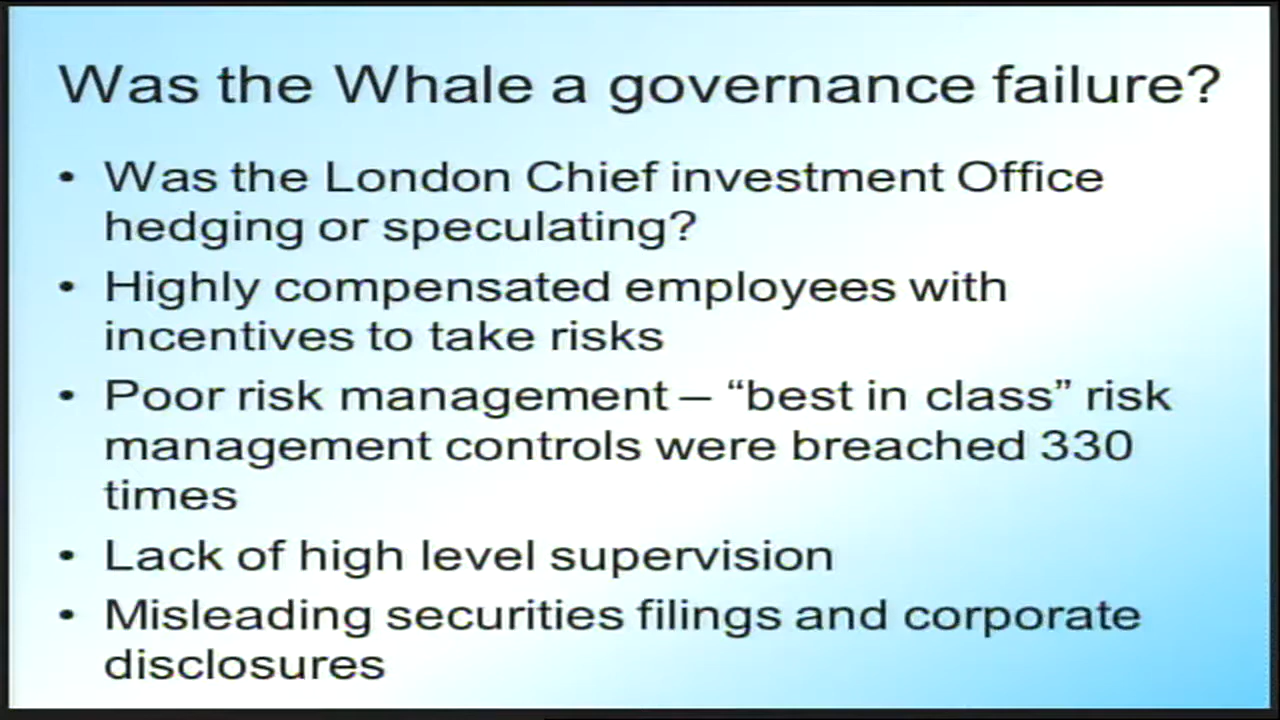 Was the Whale a governance failure?
• Was the London Chief investment Office
hedging or speculating?
• Highly compensated employees with
incentives to take risks
• Poor risk management – “best in class” risk
management controls were breached 330
times
• Lack of high level supervision
• Misleading securities filings and corporate
disclosures